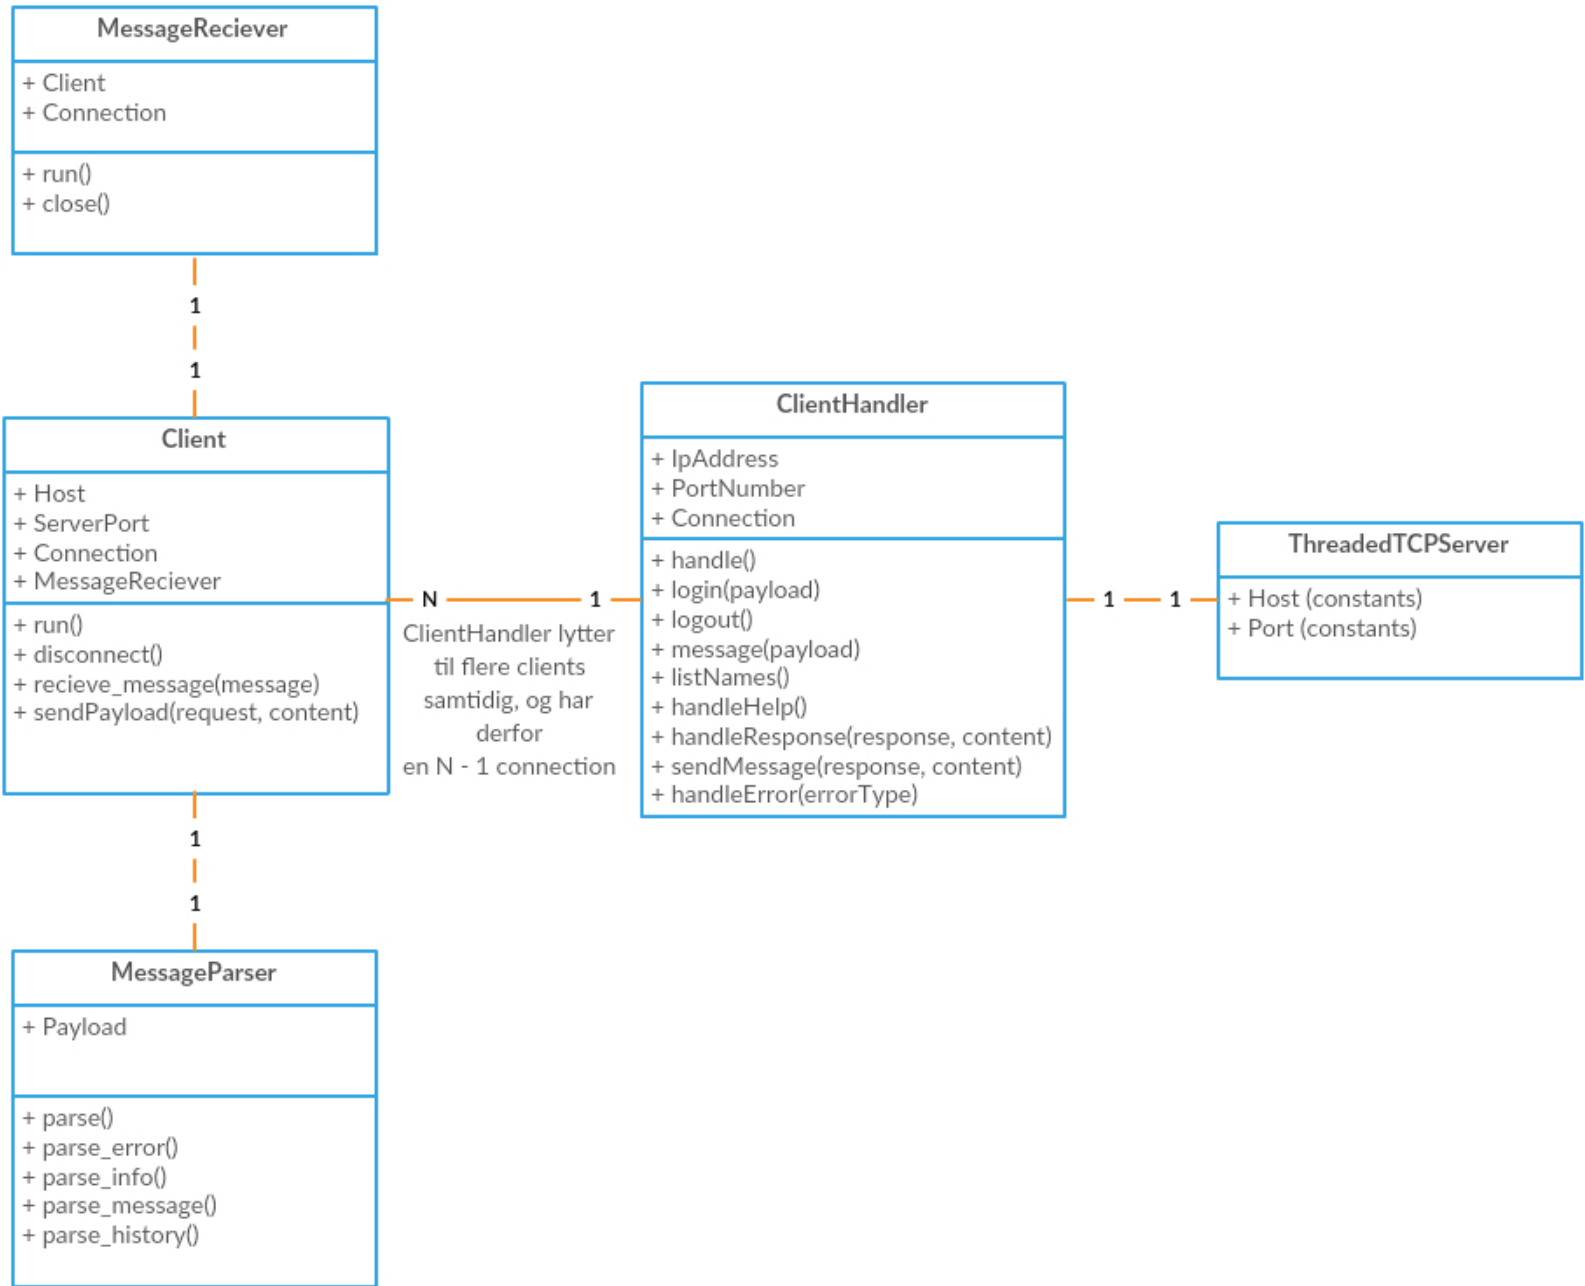 MessageReciever
+ Client
+ Connection
+ run()
+ close()
1
1
Client
+ Host
+ ServerPort
+ Connection
+ MessageReciever
+ run()
+ disconnect()
+ recieve_message(message)
+ sendPayload(request, content)
N
1
ClientHandler lytter
til flere clients
samtidig, og har
derfor
en N - 1 connection
ClientHandler
+ IpAddress
+ PortNumber
+ Connection
+ handle()
+ login(payload)
+ logout()
+ message(payload)
+ listNames()
+ handleHelp()
+ handleResponse(response, content)
+ sendMessage(response, content)
+ handleError(errorType)
1
1
ThreadedTCPServer
+ Host (constants)
+ Port (constants)
1
1
MessageParser
+ Payload
+ parse()
+ parse_error()
+ parse_info()
+ parse_message()
+ parse_history()